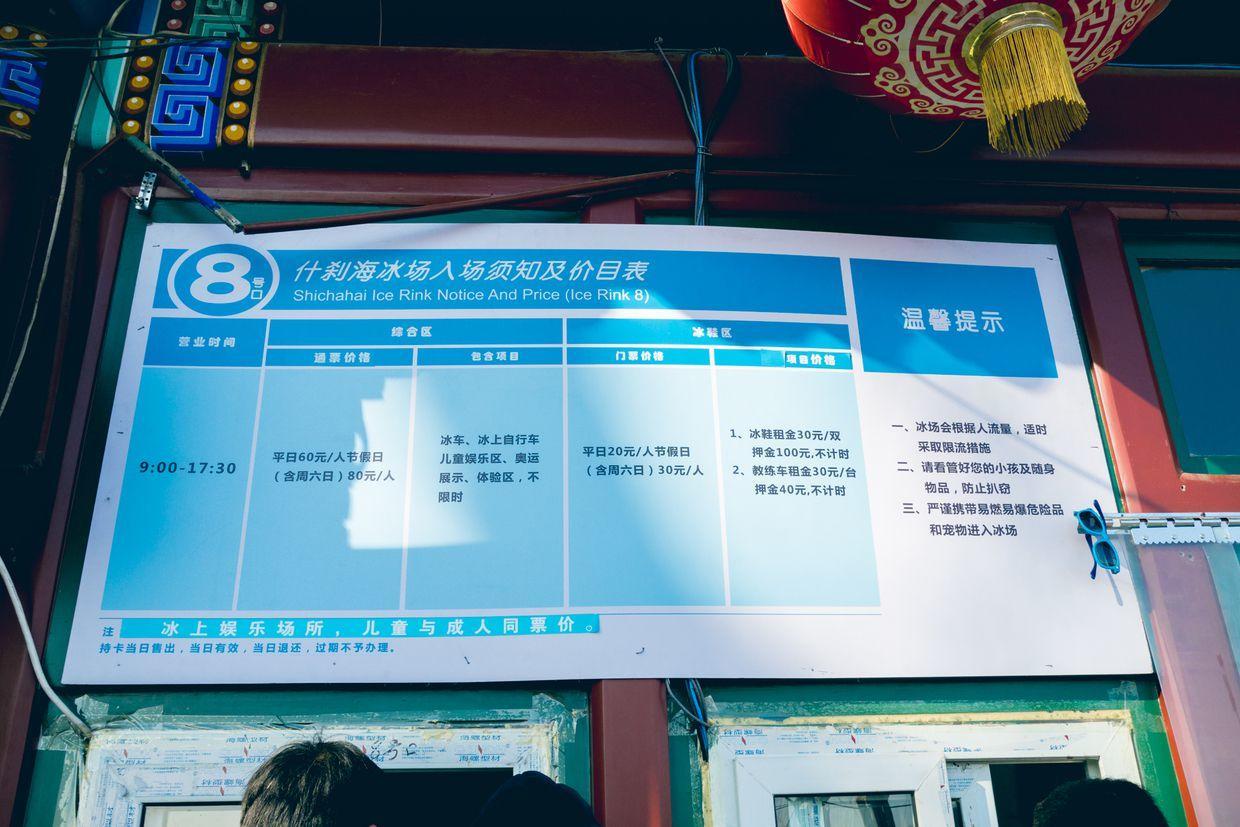 8号口
什刹海冰场入场须知及价目表
Shichahai Ice Rink Notice And Price (Ice Rink 8)
温馨提示
营业时间
综合区
冰鞋区
通票价格
包含项目
门票价格
项目价格
9:00-17:30
平日60元/人节假日
（含周六日）80元/人
冰车、冰上自行车
儿童娱乐区、奥运
展示、体验区，不
限时
平日20元/人节假日
（含周六日）30元/人
1、冰鞋租金30元/双
押金100元,不计时
2、教练车租金30元/台
押金40元,不计时
一、冰场会根据人流量，适时
采取限流措施
二、请看管好您的小孩及随身
物品，防止扒窃
三、严谨携带易燃易爆危险品
和宠物进入冰场
注 冰上娱乐场所，儿童与成人同票价。
持卡当日售出，当日有效，当日退还，过期不予办理。
海螺型材
海螺型材
海螺型材